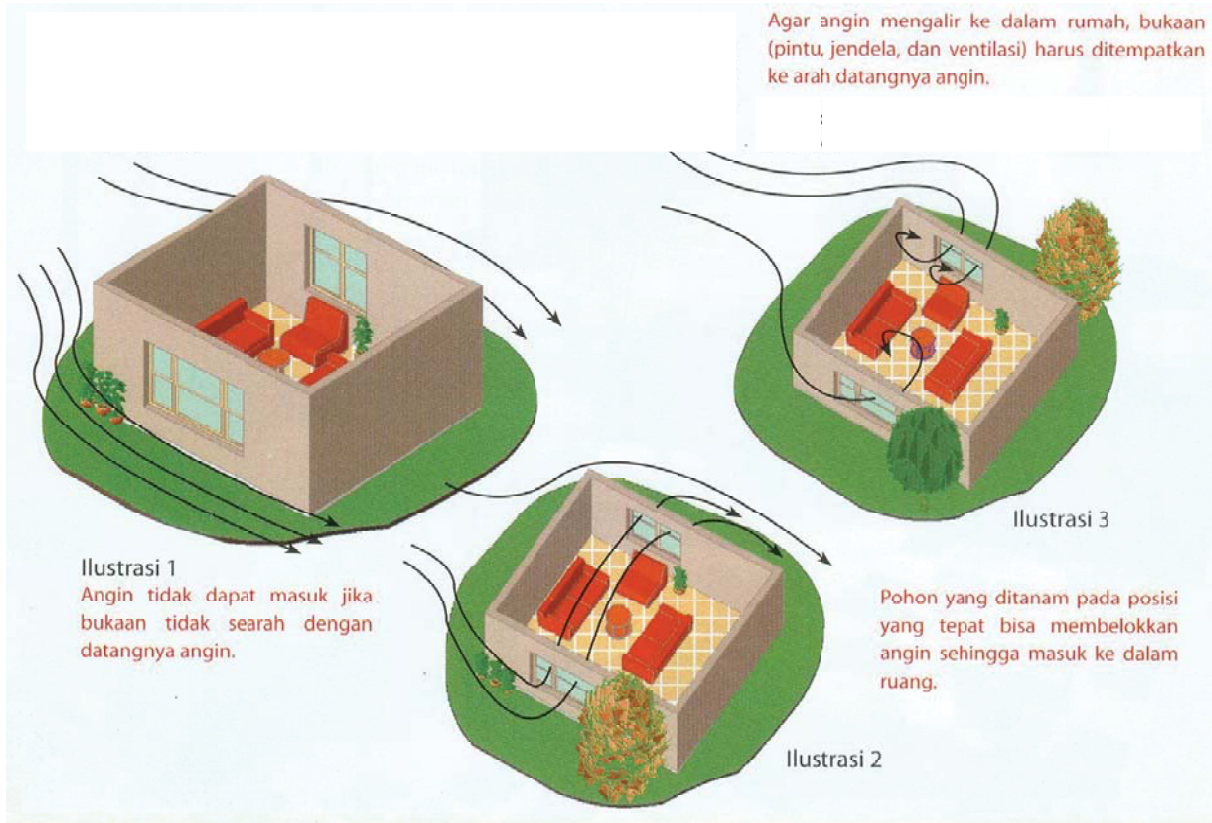 Agar angin mengalir ke dalam rumah, bukaan
(pintu, jendela, dan ventilasi) harus ditempatkan
ke arah datangnya angin.
Ilustrasi 3
Ilustrasi 1
Angin tidak dapat masuk jika
bukaan tidak searah dengan
datangnya angin.
Pohon yang ditanam pada posisi
yang tepat bisa membelokkan
angin sehingga masuk ke dalam
ruang.
Ilustrasi 2